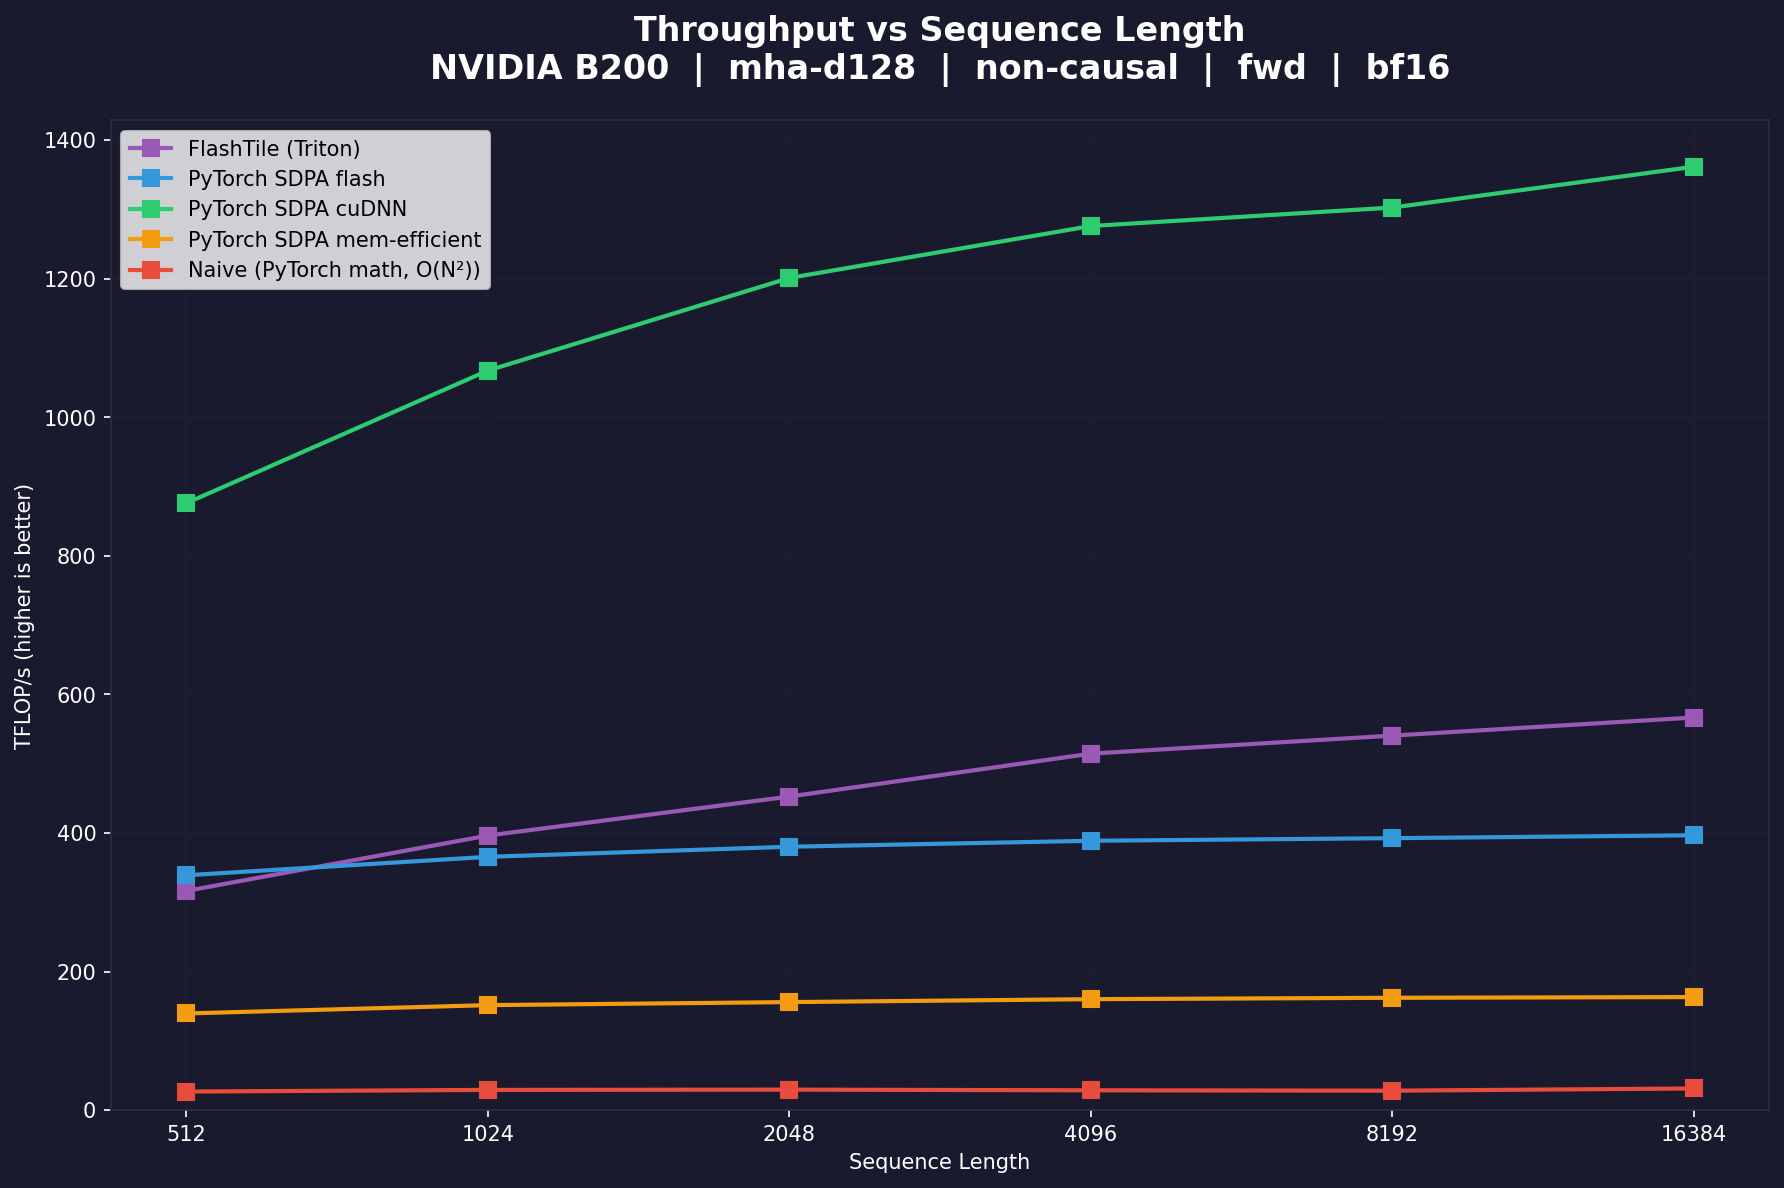 Throughput vs Sequence Length
NVIDIA B200 | mha-d128 | non-causal | fwd | bf16
FlashTile (Triton)
PyTorch SDPA flash
PyTorch SDPA cuDNN
PyTorch SDPA mem-efficient
Naive (PyTorch math, O(N²))
TFLOP/s (higher is better)
1400
1200
1000
800
600
400
200
0
512 1024 2048 4096 8192 16384
Sequence Length